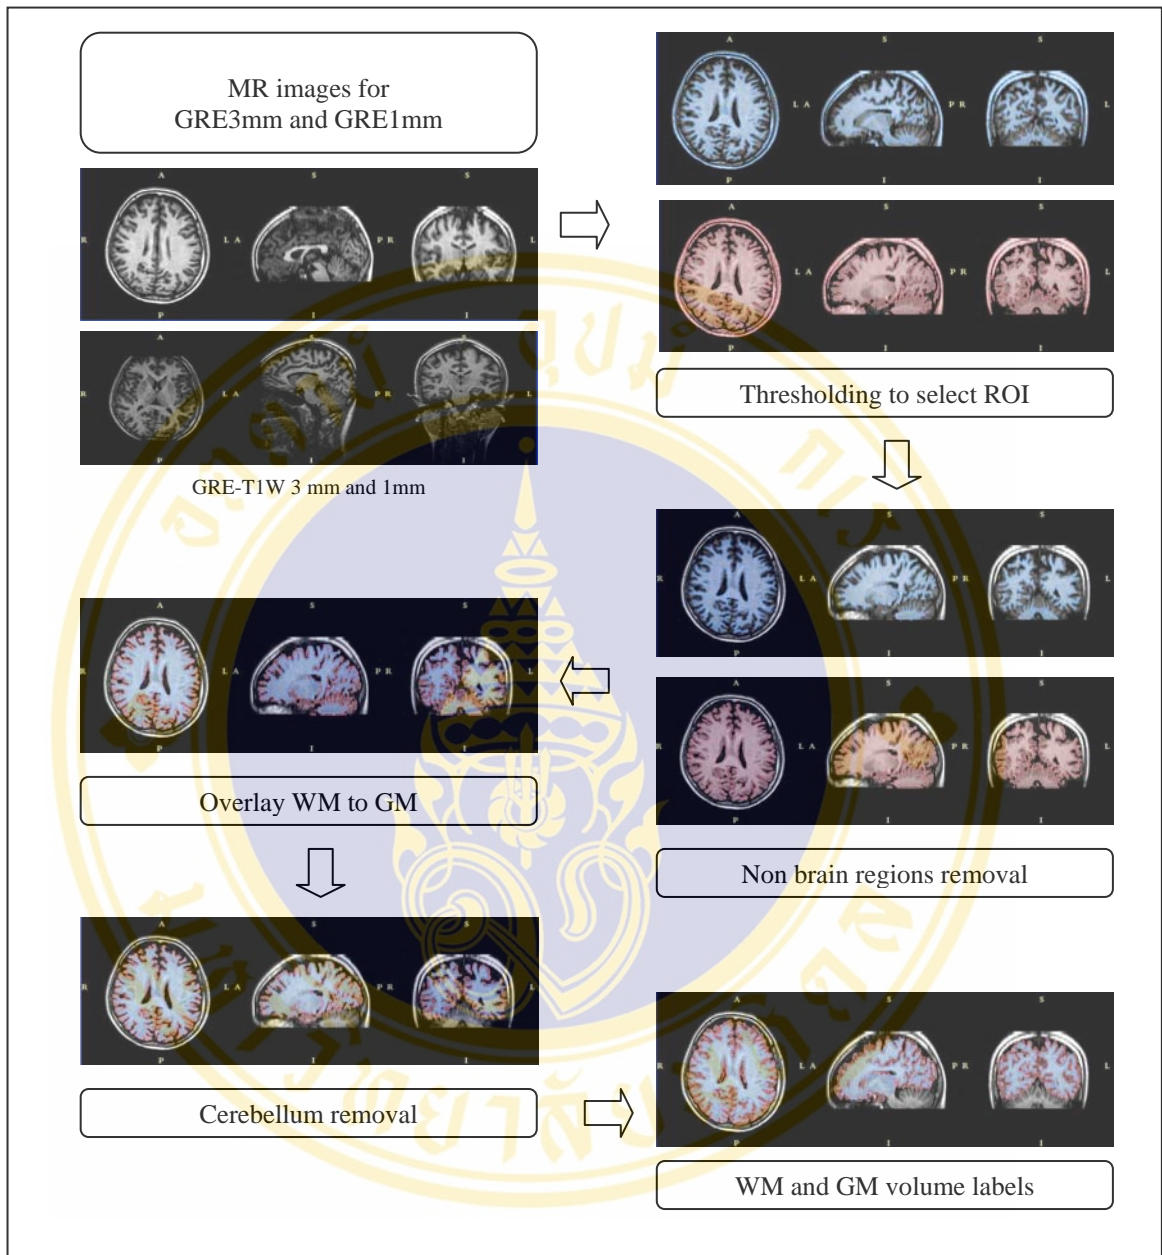 MR images for
GRE3mm and GRE1mm
A S S
R L A P R L
P I I
R L A P R L
P I I
GRE-T1W 3 mm and 1mm
A S S
L A P R L
P I I
A S S
L A P R L
P I I
Thresholding to select ROI
A S S
R L A P R L
A S S
R L A P R L
P I I
Non brain regions removal
A S S
R L A P R L
P I I
Overlay WM to GM
A S S
R L A P R L
P I I
Cerebellum removal
A S S
R L A P R L
P I I
WM and GM volume labels